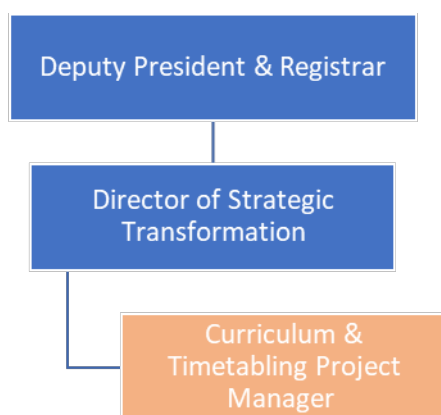 Deputy President & Registrar
Director of Strategic
Transformation
Curriculum &
Timetabling Project
Manager